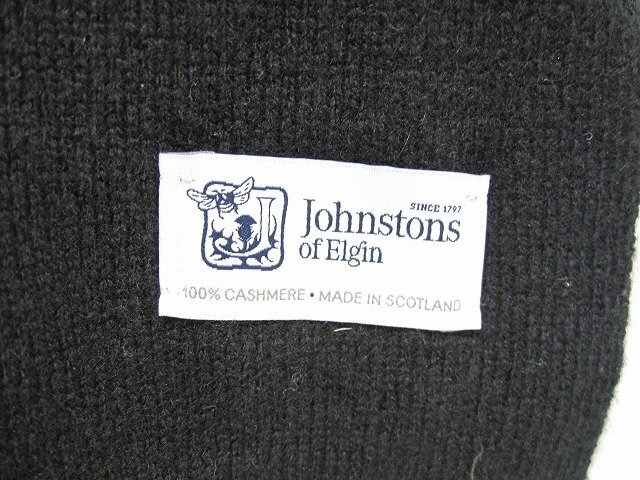 SINCE 1797
J
Johnstons
of Elgin
100% CASHMERE • MADE IN SCOTLAND